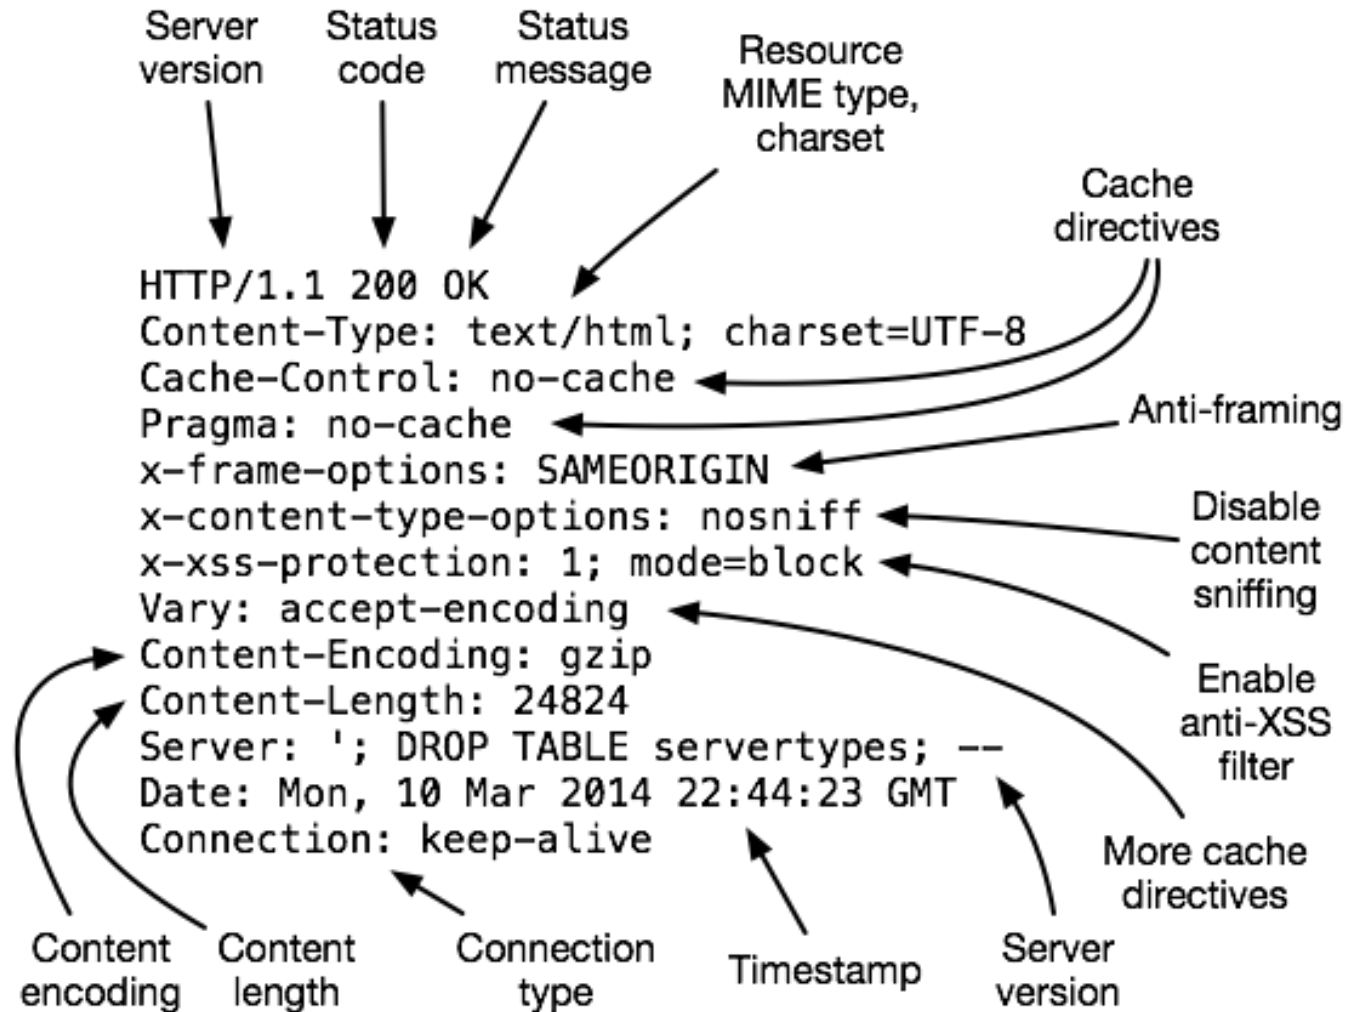 Server
version
Status
code
Status
message
Resource
MIME type,
charset
Cache
directives
HTTP/1.1 200 OK
Content-Type: text/html; charset=UTF-8
Cache-Control: no-cache
Pragma: no-cache
x-frame-options: SAMEORIGIN
x-content-type-options: nosniff
x-xss-protection: 1; mode=block
Vary: accept-encoding
Content-Encoding: gzip
Content-Length: 24824
Server: '; DROP TABLE servertypes; --
Date: Mon, 10 Mar 2014 22:44:23 GMT
Connection: keep-alive
Anti-framing
Disable
content
sniffing
Enable
anti-XSS
filter
More cache
directives
Content
encoding
Content
length
Connection
type
Timestamp
Server
version